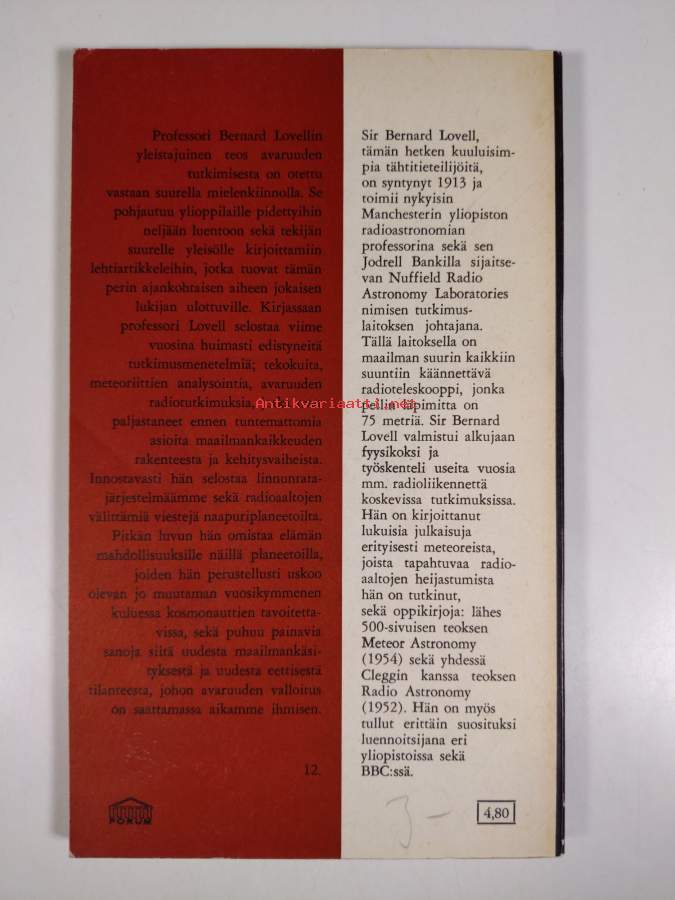 Professori Bernard Lovellin
yleistajuinen teos avaruuden
tutkimisesta on otettu
vastaan suurella mielenkiinnolla. Se
pohjautuu ylioppilaille pidettyihin
neljään luentoon sekä tekijän
suurelle yleisölle kirjoittamiin
lehtiartikkeleihin, jotka tuovat tämän
perin ajankohtaisen aiheen jokaisen
lukijan ulottuville. Kirjassaan
professori Lovell selostaa viime
vuosina huimasti edistyneitä
tutkimusmenetelmiä; tekokuita,
meteoriittien analysointia, avaruuden
radiotutkimuksia,
paljastaneet ennen tuntemattomia
asioita maailmankaikkeuden
rakenteesta ja kehitysvaiheista.
Innostavasti hän selostaa linnunrata-
järjestelmäämme sekä radioaaltojen
välittämiä viestejä naapuriplaneetoilta.
Pitkän luvun hän omistaa elämän
mahdollisuuksille näillä planeetoilla,
joiden hän perustellusti uskoo
olevan jo muutaman vuosikymmenen
kuluessa kosmonauttien tavoitetta-
vissa, sekä puhuu painavia
sanoja siitä uudesta maailmankäsi-
tyksestä ja uudesta eettisesta
tilanteesta, johon avaruuden valloitus
on saattamassa aikamme ihmisen.
12.
FORUM
Sir Bernard Lovell,
tämän hetken kuuluisim-
pia tähtitieteilijöitä,
on syntynyt 1913 ja
toimii nykyisin
Manchesterin yliopiston
radioastronomian
professorina sekä sen
Jodrell Bankilla sijaitse-
van Nuffield Radio
Astronomy Laboratories
nimisen tutkimus-
laitoksen johtajana.
Tällä laitoksella on
maailman suurin kaikkiin
suuntiin käännettävä
radioteleskooppi, jonka
peilin läpimitta on
75 metriä. Sir Bernard
Lovell valmistui alkujaan
fyysikoksi ja
työskenteli useita vuosia
mm. radioliikennettä
koskevissa tutkimuksissa.
Hän on kirjoittanut
lukuisia julkaisuja
erityisesti meteoreista,
joista tapahtuvaa radio-
aaltojen heijastumista
hän on tutkinut,
sekä oppikirjoja: lähes
500-sivuisen teoksen
Meteor Astronomy
(1954) sekä yhdessä
Cleggin kanssa teoksen
Radio Astronomy
(1952). Hän on myös
tullut erittäin suosituksi
luennoitsijana eri
yliopistoissa sekä
BBC:ssä.
3-
4,80
Antikvariaatti.net